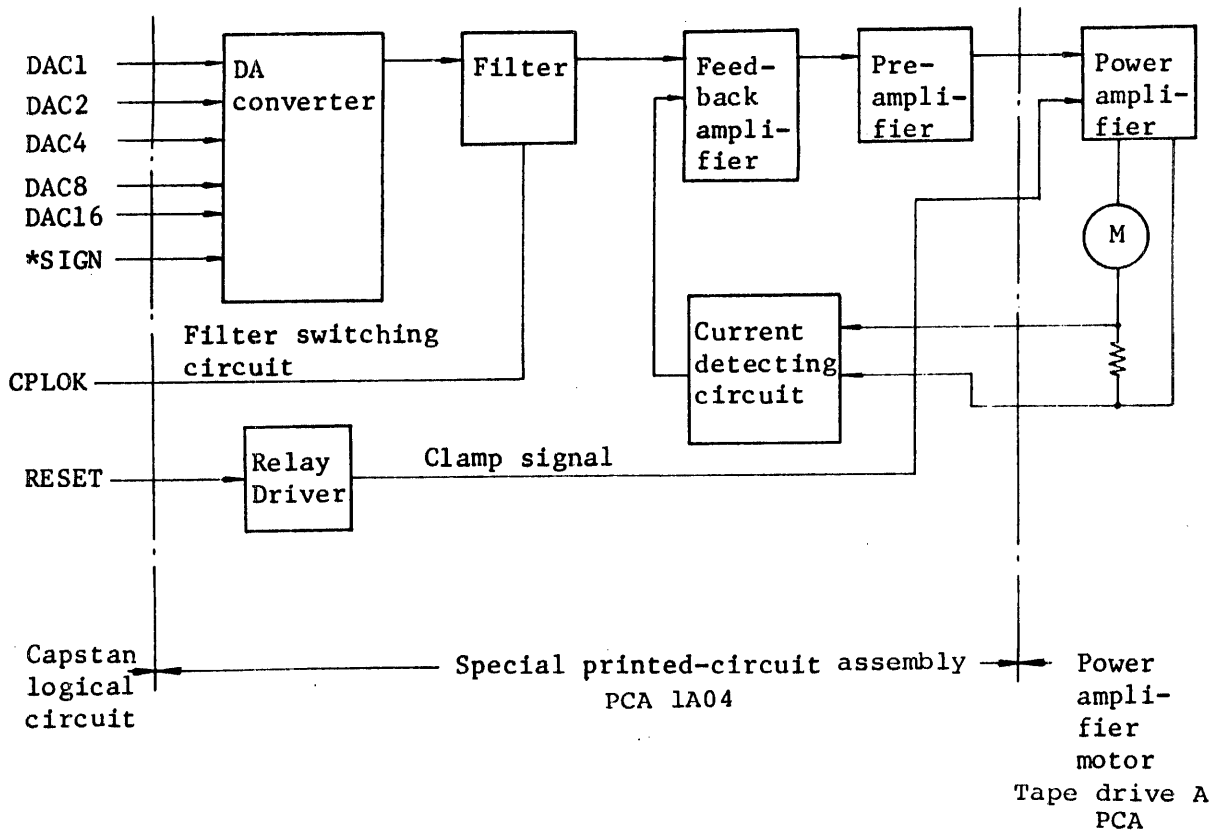 DAC1
DAC2
DAC4
DAC8
DAC16
*SIGN
DA
converter
Filter
Feed-
back
ampli-
fier
Pre-
ampli-
fier
Power
ampli-
fier
M
Filter switching
circuit
CPLOK
Current
detecting
circuit
RESET
Relay
Driver
Clamp signal
Capstan
logical
circuit
Special printed-circuit assembly
PCA 1A04
Power
ampli-
fier
motor
Tape drive A
PCA